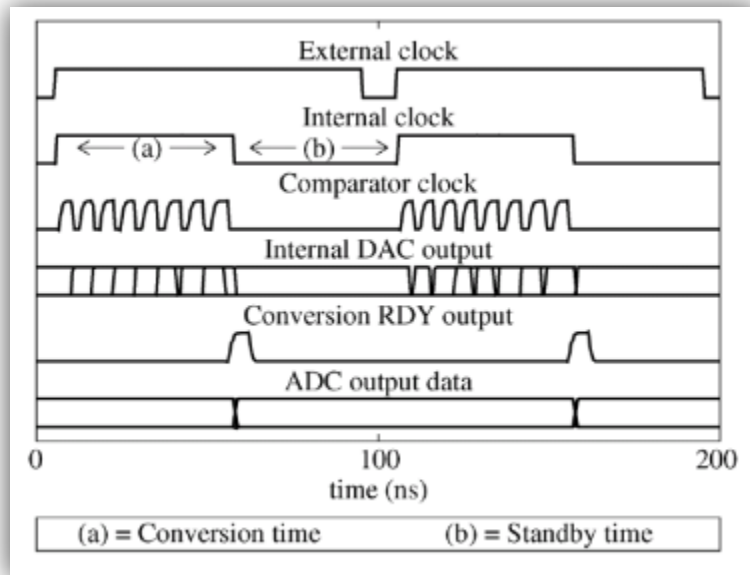 External clock
Internal clock
(a) (b)
Comparator clock
Internal DAC output
Conversion RDY output
ADC output data
0 100 200
time (ns)
(a) = Conversion time (b) = Standby time